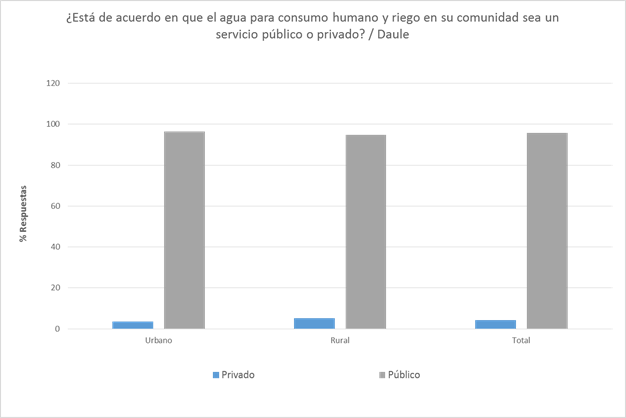 ¿Está de acuerdo en que el agua para consumo humano y riego en su comunidad sea un
servicio público o privado? / Daule
120
100
80
60
40
20
0
% Respuestas
Urbano Rural Total
Privado Público